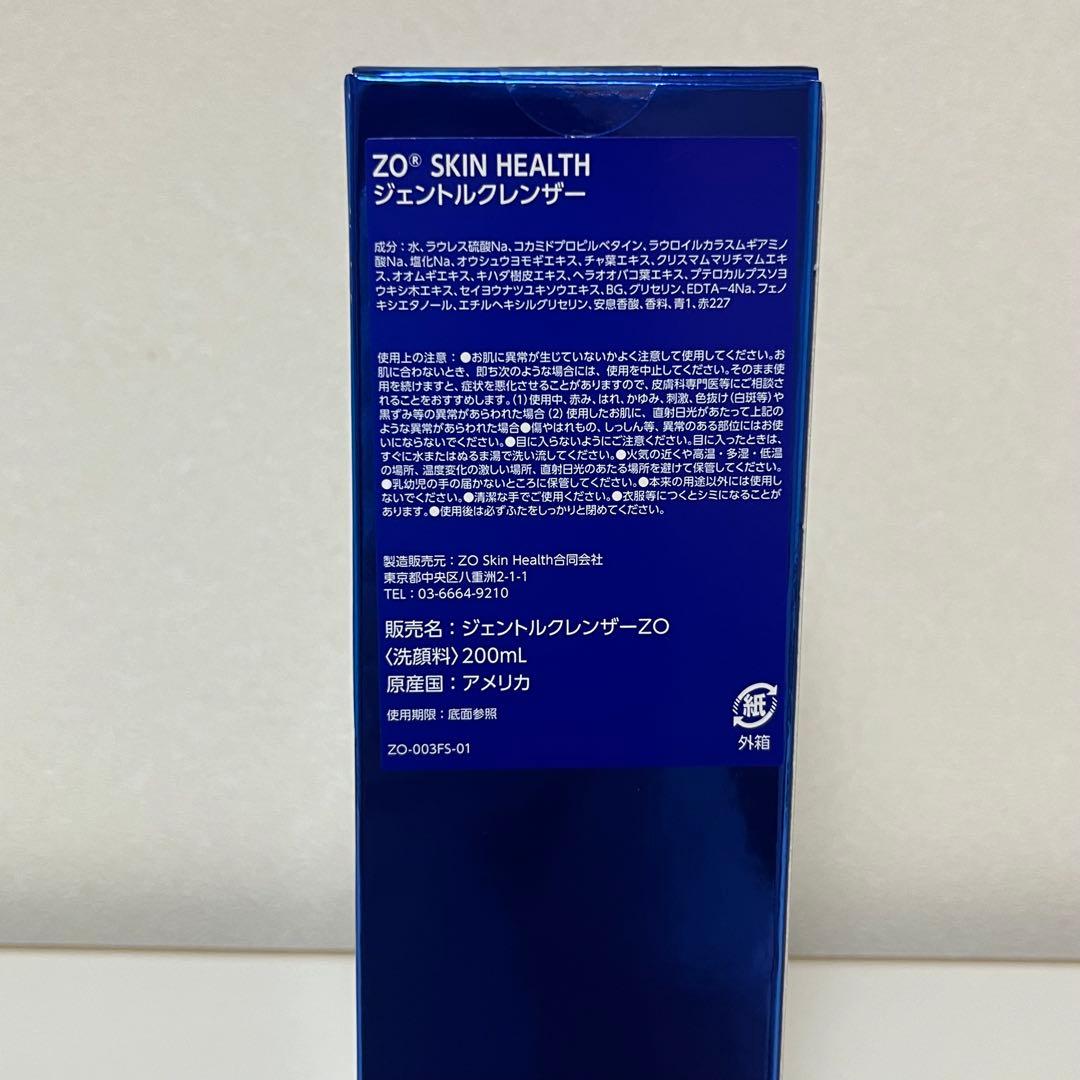 ZO® SKIN HEALTH
ジェントルクレンザー
成分：水、ラウレス硫酸Na、コカミドプロピルベタイン、ラウロイルカラスムギアミノ
酸Na、塩化Na、オウシュウヨモギエキス、チャ葉エキス、クリスマムマリチマムエキ
ス、オオムギエキス、キハダ樹皮エキス、ヘラオオバコ葉エキス、プテロカルプスソヨ
ウキシ木エキス、セイヨウナツユキソウエキス、BG、グリセリン、EDTA-4Na、フェノ
キシエタノール、エチルヘキシルグリセリン、安息香酸、香料、青1、赤227
使用上の注意：●お肌に異常が生じていないかよく注意して使用してください。お
肌に合わないとき、即ち次のような場合には、使用を中止してください。そのまま使
用を続けますと、症状を悪化させることがありますので、皮膚科専門医等にご相談さ
れることをおすすめします。(1)使用中、赤み、はれ、かゆみ、刺激、色抜け(白斑等)や
黒ずみ等の異常があらわれた場合 (2)使用したお肌に、直射日光があたって上記の
ような異常があらわれた場合●傷やはれもの、しっしん等、異常のある部位にはお使
いにならないでください。●目に入らないようにご注意ください。目に入ったときは、
すぐに水またはぬるま湯で洗い流してください。●火気の近くや高温・多湿・低温
の場所、温度変化の激しい場所、直射日光のあたる場所を避けて保管してください。
●乳幼児の手の届かないところに保管してください。●本来の用途以外には使用し
ないでください。●清潔な手でご使用ください。●衣服等につくとシミになることが
あります。●使用後は必ずふたをしっかりと閉めてください。
製造販売元：ZO Skin Health合同会社
東京都中央区八重洲2-1-1
TEL：03-6664-9210
販売名：ジェントルクレンザーZO
〈洗顔料〉200mL
原産国：アメリカ
使用期限：底面参照
紙
外箱
ZO-003FS-01